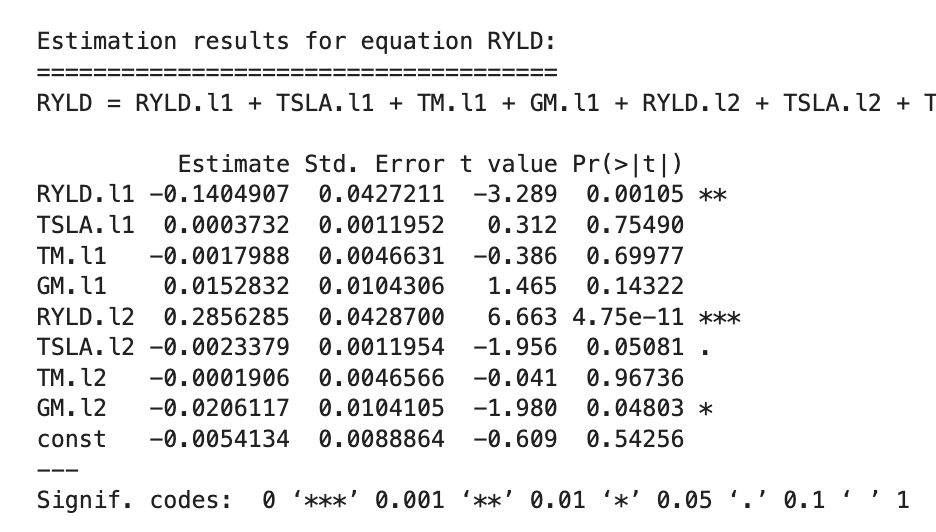 Estimation results for equation RYLD:
=====================================
RYLD = RYLD.l1 + TSLA.l1 + TM.l1 + GM.l1 + RYLD.l2 + TSLA.l2 + T
Estimate Std. Error t value Pr(>|t|)
RYLD.l1 -0.1404907 0.0427211 -3.289 0.00105 **
TSLA.l1 0.0003732 0.0011952 0.312 0.75490
TM.l1 -0.0017988 0.0046631 -0.386 0.69977
GM.l1 0.0152832 0.0104306 1.465 0.14322
RYLD.l2 0.2856285 0.0428700 6.663 4.75e-11 ***
TSLA.l2 -0.0023379 0.0011954 -1.956 0.05081 .
TM.l2 -0.0001906 0.0046566 -0.041 0.96736
GM.l2 -0.0206117 0.0104105 -1.980 0.04803 *
const -0.0054134 0.0088864 -0.609 0.54256
---
Signif. codes: 0 ‘***’ 0.001 ‘**’ 0.01 ‘*’ 0.05 ‘.’ 0.1 ‘ ’ 1